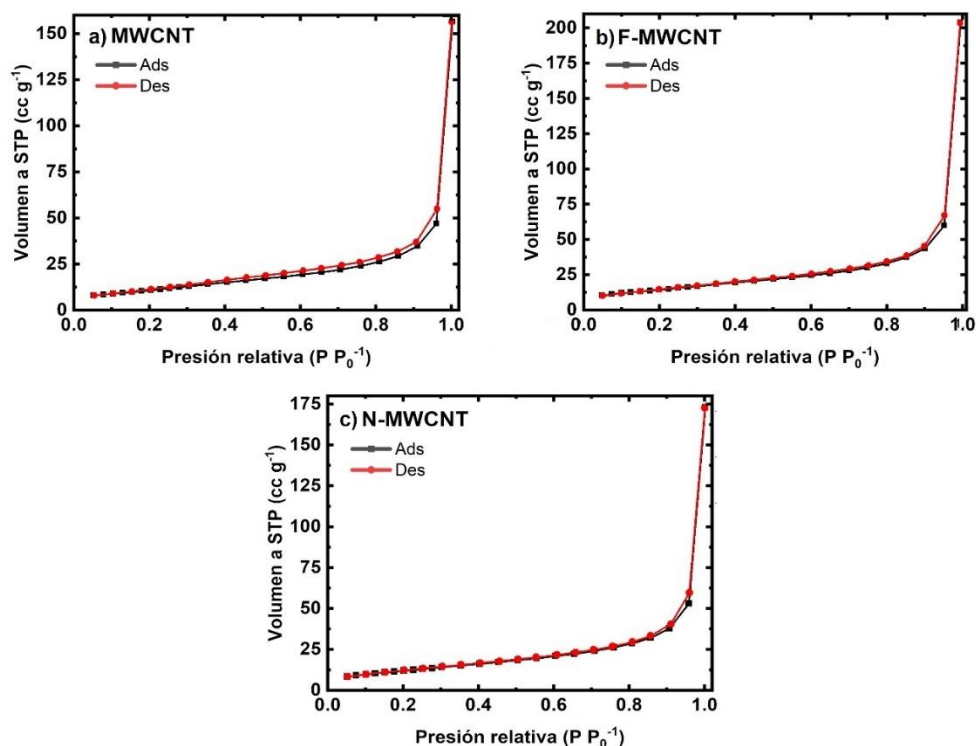 a) MWCNT
Ads
Des
Volumen a STP (cc g-1)
150
125
100
75
50
25
0
0.0 0.2 0.4 0.6 0.8 1.0
Presión relativa (P P0-1)
b) F-MWCNT
Ads
Des
Volumen a STP (cc g-1)
200
175
150
125
100
75
50
25
0
0.0 0.2 0.4 0.6 0.8 1.0
Presión relativa (P P0-1)
c) N-MWCNT
Ads
Des
Volumen a STP (cc g-1)
175
150
125
100
75
50
25
0
0.0 0.2 0.4 0.6 0.8 1.0
Presión relativa (P P0-1)